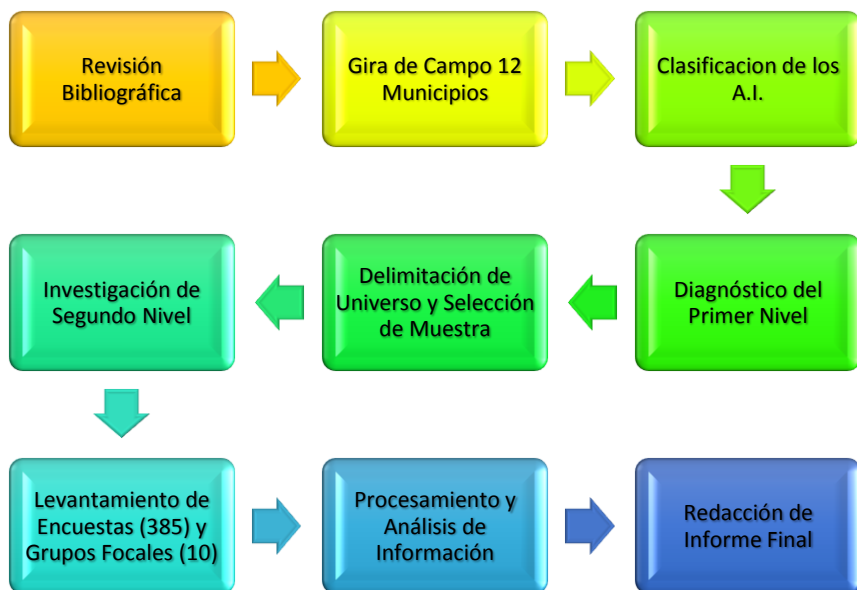 Revisión
Bibliográfica
Gira de Campo 12
Municipios
Clasificacion de los
A.I.
Diagnóstico del
Primer Nivel
Delimitación de
Universo y Selección
de Muestra
Investigación de
Segundo Nivel
Levantamiento de
Encuestas (385) y
Grupos Focales (10)
Procesamiento y
Análisis de
Información
Redacción de
Informe Final